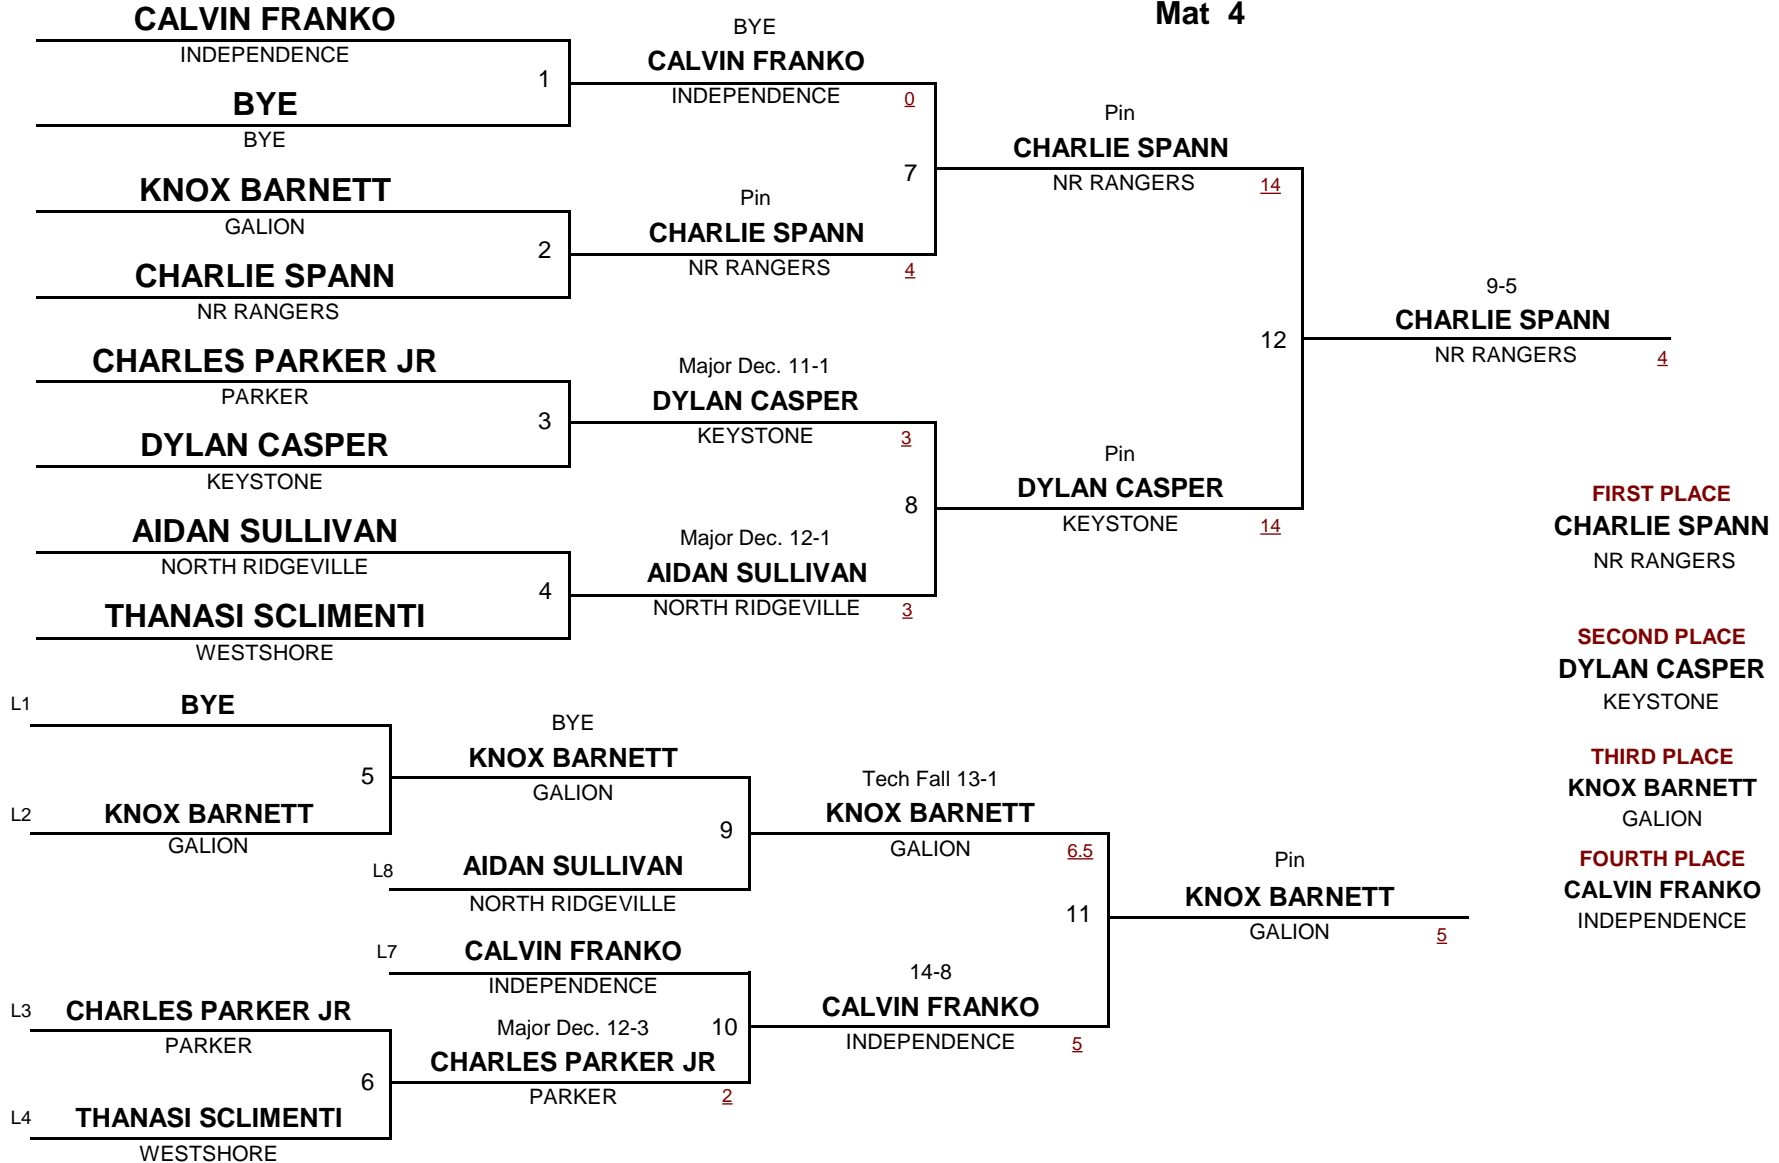 Mat 4
CALVIN FRANKO
INDEPENDENCE
1
BYE
BYE
KNOX BARNETT
GALION
2
CHARLIE SPANN
NR RANGERS
CHARLES PARKER JR
PARKER
3
DYLAN CASPER
KEYSTONE
AIDAN SULLIVAN
NORTH RIDGEVILLE
4
THANASI SCLIMENTI
WESTSHORE
BYE
CALVIN FRANKO
INDEPENDENCE 0
7
Pin
CHARLIE SPANN
NR RANGERS 4
Major Dec. 11-1
DYLAN CASPER
KEYSTONE 3
8
Major Dec. 12-1
AIDAN SULLIVAN
NORTH RIDGEVILLE 3
Pin
CHARLIE SPANN
NR RANGERS 14
12
Pin
DYLAN CASPER
KEYSTONE 14
9-5
CHARLIE SPANN
NR RANGERS 4
FIRST PLACE
CHARLIE SPANN
NR RANGERS
SECOND PLACE
DYLAN CASPER
KEYSTONE
THIRD PLACE
KNOX BARNETT
GALION
FOURTH PLACE
CALVIN FRANKO
INDEPENDENCE
L1 BYE
5
L2 KNOX BARNETT
GALION
L3 CHARLES PARKER JR
PARKER
6
L4 THANASI SCLIMENTI
WESTSHORE
BYE
KNOX BARNETT
GALION
9
L8 AIDAN SULLIVAN
NORTH RIDGEVILLE
L7 CALVIN FRANKO
INDEPENDENCE
Major Dec. 12-3 10
CHARLES PARKER JR
PARKER 2
Tech Fall 13-1
KNOX BARNETT
GALION 6.5
11
14-8
CALVIN FRANKO
INDEPENDENCE 5
Pin
KNOX BARNETT
GALION 5